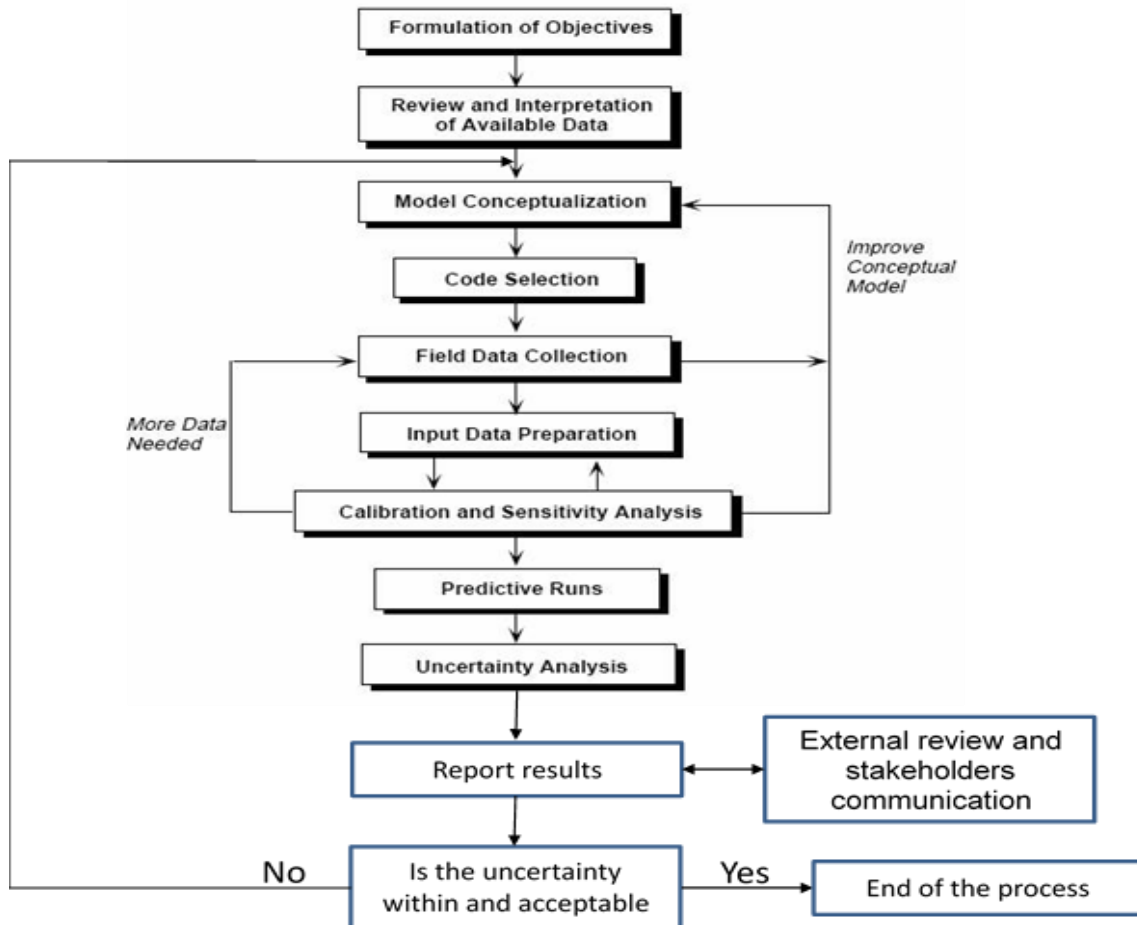 Formulation of Objectives
Review and Interpretation
of Available Data
Model Conceptualization
Improve
Conceptual
Model
Code Selection
Field Data Collection
More Data
Needed
Input Data Preparation
Calibration and Sensitivity Analysis
Predictive Runs
Uncertainty Analysis
Report results
External review and
stakeholders
communication
No
Is the uncertainty
within and acceptable
Yes
End of the process